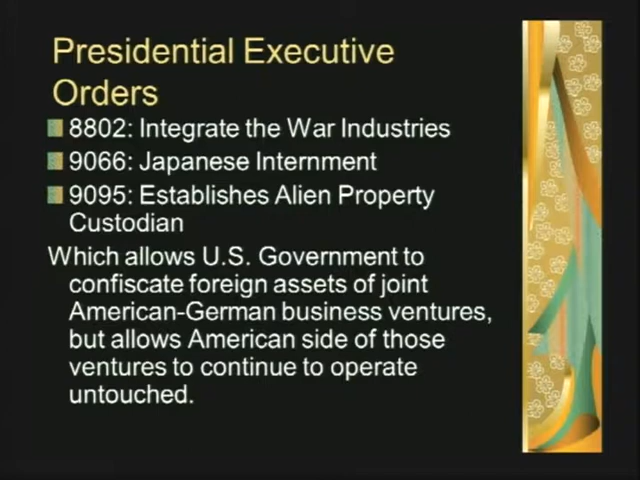 Presidential Executive
Orders
8802: Integrate the War Industries
9066: Japanese Internment
9095: Establishes Alien Property
Custodian
Which allows U.S. Government to
confiscate foreign assets of joint
American-German business ventures,
but allows American side of those
ventures to continue to operate
untouched.